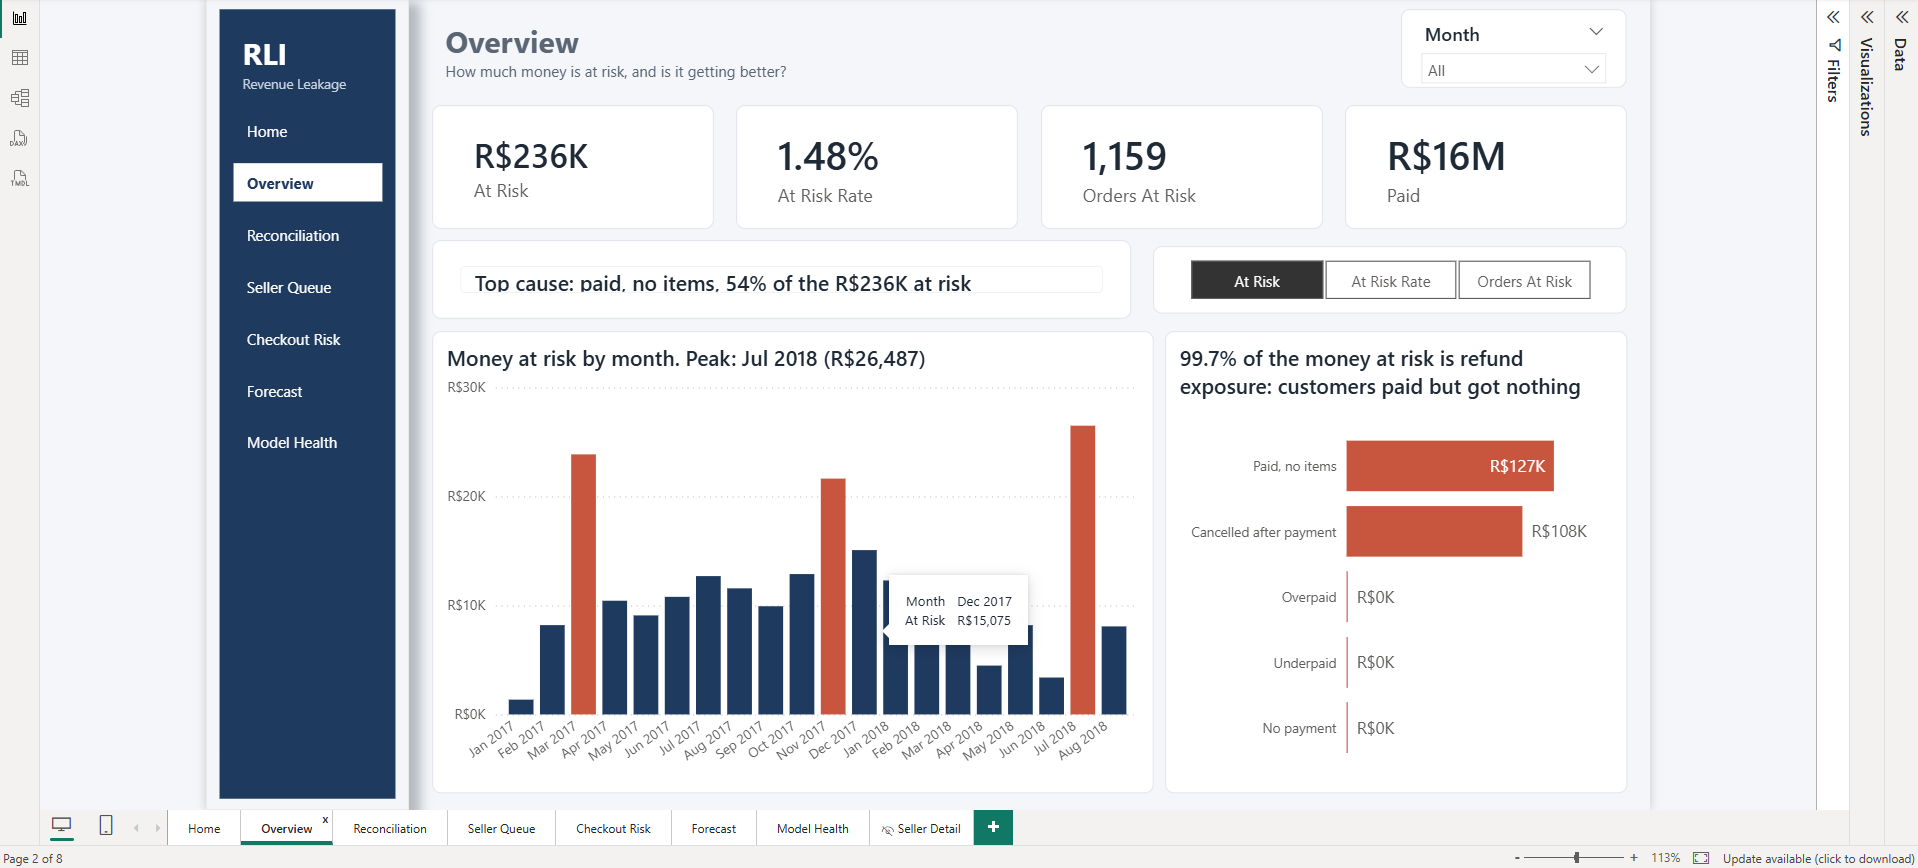 RLI
Revenue Leakage
Home
Overview
Reconciliation
Seller Queue
Checkout Risk
Forecast
Model Health
Overview
How much money is at risk, and is it getting better?
Month
All
R$236K
At Risk
1.48%
At Risk Rate
1,159
Orders At Risk
R$16M
Paid
Top cause: paid, no items, 54% of the R$236K at risk
At Risk
At Risk Rate
Orders At Risk
Money at risk by month. Peak: Jul 2018 (R$26,487)
R$30K
R$20K
R$10K
R$0K
Month Dec 2017
At Risk R$15,075
Jan 2017
Feb 2017
Mar 2017
Apr 2017
May 2017
Jun 2017
Jul 2017
Aug 2017
Sep 2017
Oct 2017
Nov 2017
Dec 2017
Jan 2018
Feb 2018
Mar 2018
Apr 2018
May 2018
Jun 2018
Jul 2018
Aug 2018
99.7% of the money at risk is refund
exposure: customers paid but got nothing
Paid, no items R$127K
Cancelled after payment R$108K
Overpaid R$0K
Underpaid R$0K
No payment R$0K
Filters
Visualizations
Data
DAX
TMDL
Home
Overview x
Reconciliation
Seller Queue
Checkout Risk
Forecast
Model Health
Seller Detail
+
Page 2 of 8
- + 113%
Update available (click to download)